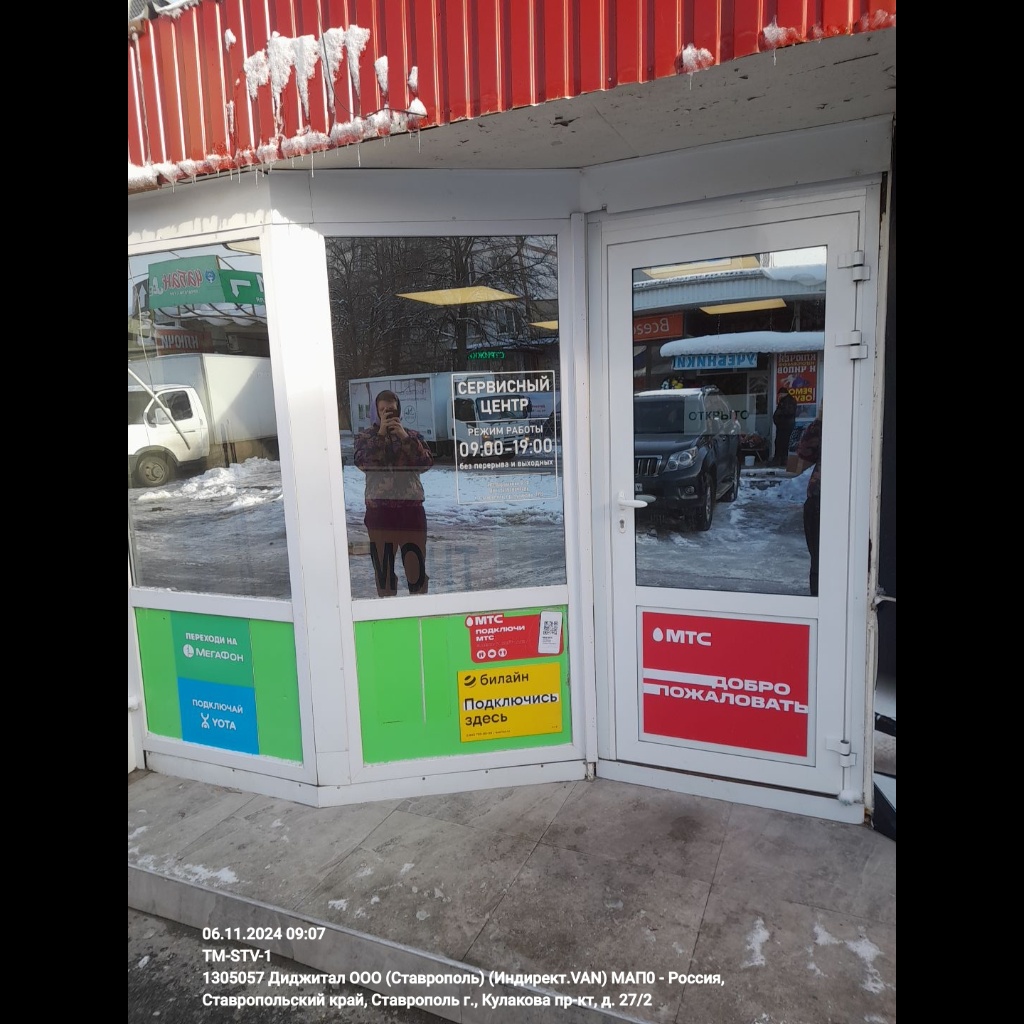 СЕРВИСНЫЙ
ЦЕНТР
РЕЖИМ РАБОТЫ
09:00-19:00
без перерыва и выходных
ОТКРЫТО
УЧЕБНИКИ
ПЕРЕХОДИ НА
МЕГАФОН
ПОДКЛЮЧАЙ
YOTA
МТС
ПОДКЛЮЧИ
МТС
билайн
Подключись
здесь
МТС
ДОБРО
ПОЖАЛОВАТЬ
06.11.2024 09:07
TM-STV-1
1305057 Диджитал ООО (Ставрополь) (Индирект.VAN) МАП0 - Россия,
Ставропольский край, Ставрополь г., Кулакова пр-кт, д. 27/2